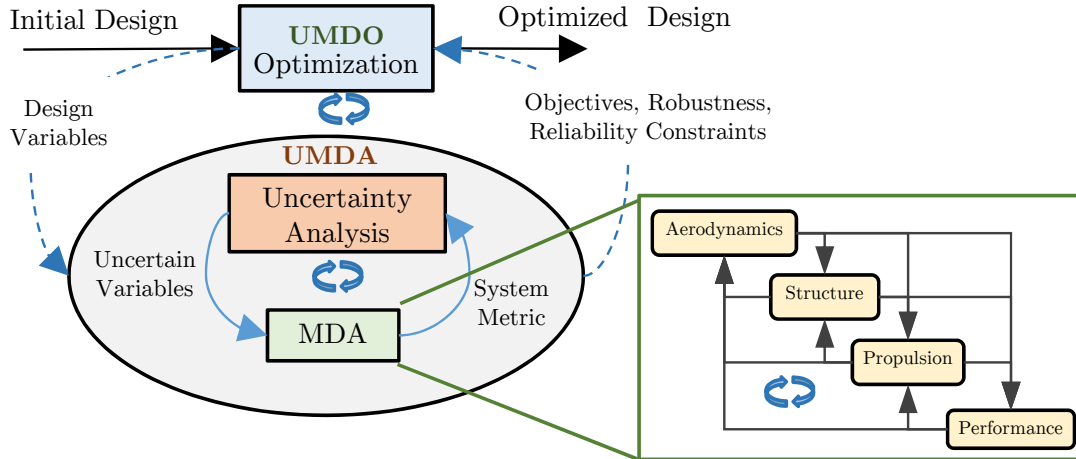 Initial Design
UMDO
Optimization
Optimized Design
Design
Variables
Objectives, Robustness,
Reliability Constraints
UMDA
Uncertainty
Analysis
Uncertain
Variables
System
Metric
MDA
Aerodynamics
Structure
Propulsion
Performance